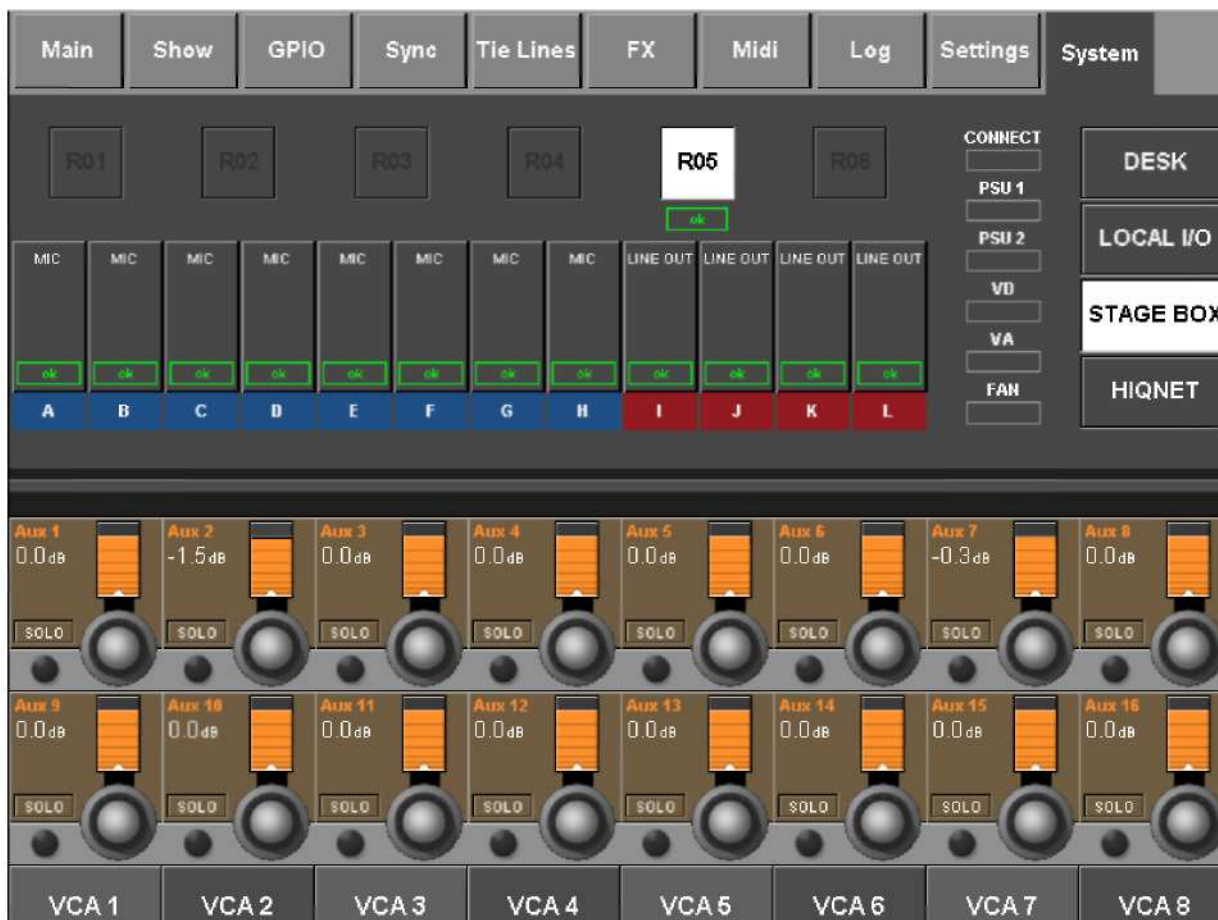 Main Show GPIO Sync Tie Lines FX Midi Log Settings System
R01 R02 R03 R04 R05 R06
ok
CONNECT
PSU 1
PSU 2
VD
VA
FAN
DESK
LOCAL I/O
STAGE BOX
HIQNET
MIC MIC MIC MIC MIC MIC MIC MIC LINE OUT LINE OUT LINE OUT LINE OUT
ok ok ok ok ok ok ok ok ok ok ok ok
A B C D E F G H I J K L
Aux 1 Aux 2 Aux 3 Aux 4 Aux 5 Aux 6 Aux 7 Aux 8
0.0dB -1.5dB 0.0dB 0.0dB 0.0dB 0.0dB -0.3dB 0.0dB
SOLO SOLO SOLO SOLO SOLO SOLO SOLO SOLO
Aux 9 Aux 10 Aux 11 Aux 12 Aux 13 Aux 14 Aux 15 Aux 16
0.0dB 0.0dB 0.0dB 0.0dB 0.0dB 0.0dB 0.0dB 0.0dB
SOLO SOLO SOLO SOLO SOLO SOLO SOLO SOLO
VCA 1 VCA 2 VCA 3 VCA 4 VCA 5 VCA 6 VCA 7 VCA 8